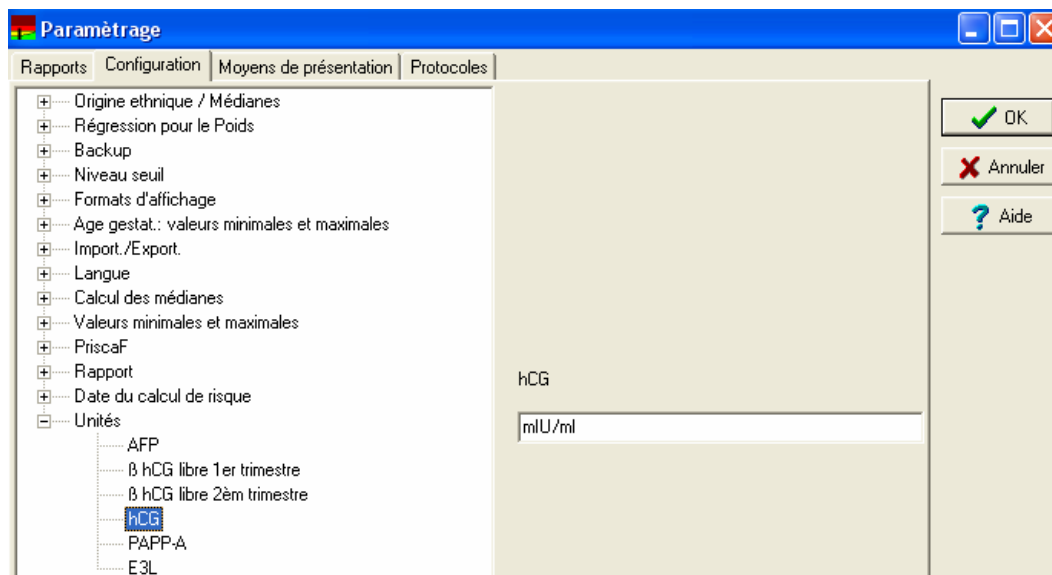 Paramètrage
Rapports Configuration Moyens de présentation Protocoles
Origine ethnique / Médianes
Régression pour le Poids
Backup
Niveau seuil
Formats d'affichage
Age gestat.: valeurs minimales et maximales
Import./Export.
Langue
Calcul des médianes
Valeurs minimales et maximales
PriscaF
Rapport
Date du calcul de risque
Unités
AFP
ß hCG libre 1er trimestre
ß hCG libre 2èm trimestre
hCG
PAPP-A
E3L
hCG
mIU/ml
OK
Annuler
Aide